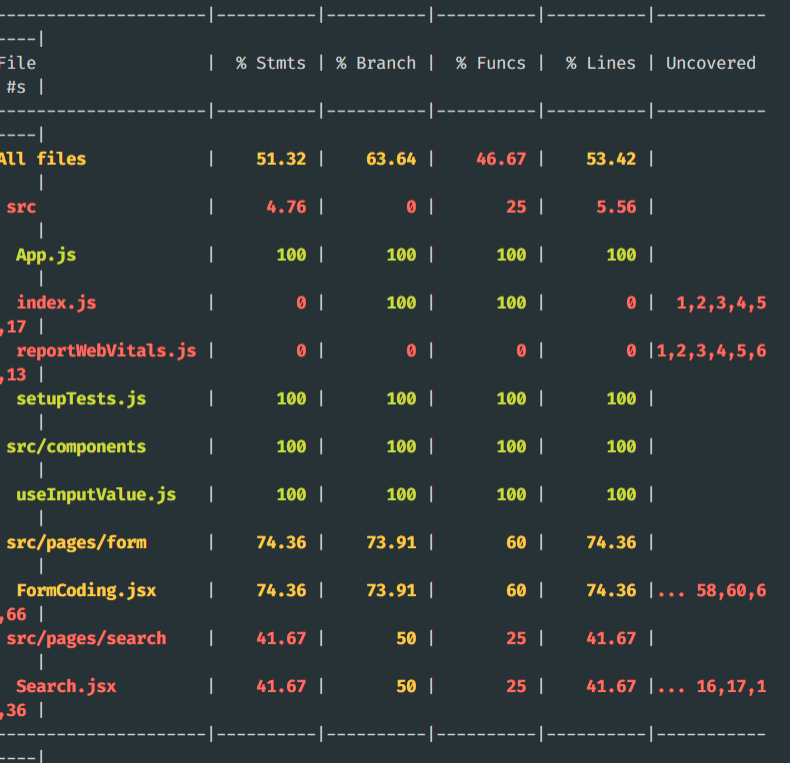 ---------------------|----------|----------|----------|----------|-----------
----|
File                 |  % Stmts | % Branch |  % Funcs |  % Lines | Uncovered
 #s |
---------------------|----------|----------|----------|----------|-----------
----|
All files            |    51.32 |    63.64 |    46.67 |    53.42 |
    |
 src                 |     4.76 |        0 |       25 |     5.56 |
    |
  App.js             |      100 |      100 |      100 |      100 |
    |
  index.js           |        0 |      100 |      100 |        0 |  1,2,3,4,5
,17 |
  reportWebVitals.js |        0 |        0 |        0 |        0 |1,2,3,4,5,6
,13 |
  setupTests.js      |      100 |      100 |      100 |      100 |
    |
 src/components      |      100 |      100 |      100 |      100 |
    |
  useInputValue.js   |      100 |      100 |      100 |      100 |
    |
 src/pages/form      |    74.36 |    73.91 |       60 |    74.36 |
    |
  FormCoding.jsx     |    74.36 |    73.91 |       60 |    74.36 |... 58,60,6
,66 |
 src/pages/search    |    41.67 |       50 |       25 |    41.67 |
    |
  Search.jsx         |    41.67 |       50 |       25 |    41.67 |... 16,17,1
,36 |
---------------------|----------|----------|----------|----------|-----------
----|